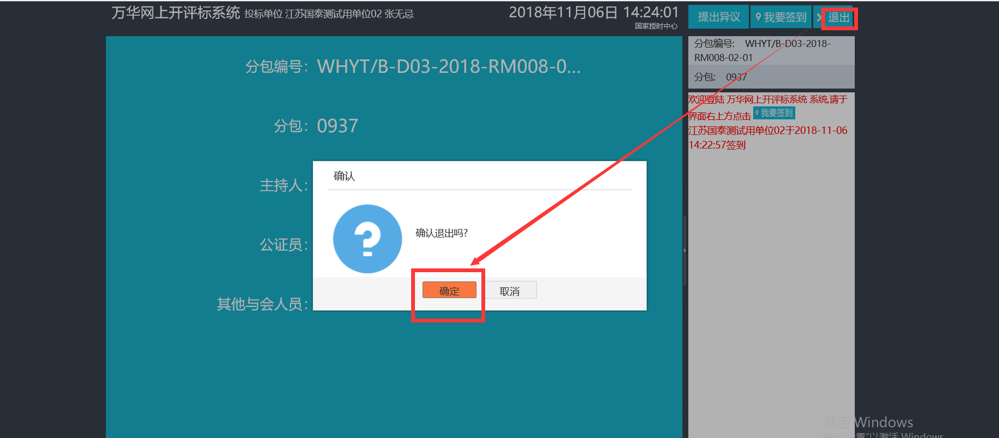 万华网上开评标系统 投标单位 江苏国泰测试用单位02 张无忌
2018年11月06日 14:24:01
国家授时中心
提出异议
我要签到
退出
分包编号: WHYT/B-D03-2018-RM008-0...
分包: 0937
主持人:
公证员:
其他与会人员:
确认
确认退出吗?
确定
取消
分包编号: WHYT/B-D03-2018-
RM008-02-01
分包: 0937
欢迎登陆 万华网上开评标系统 系统,请于
界面右上方点击 我要签到
江苏国泰测试用单位02于2018-11-06
14:22:57签到
激活 Windows
转到"设置"以激活 Windows